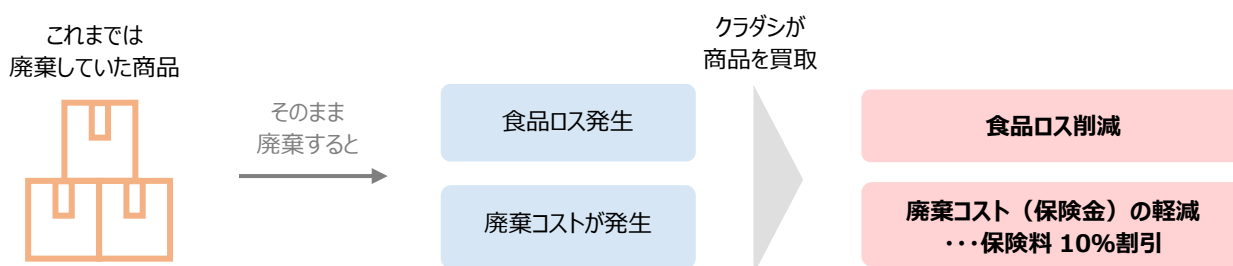 これまでは
廃棄していた商品
そのまま
廃棄すると
食品ロス発生
廃棄コストが発生
クラダシが
商品を買取
食品ロス削減
廃棄コスト（保険金）の軽減
・・・保険料 10%割引